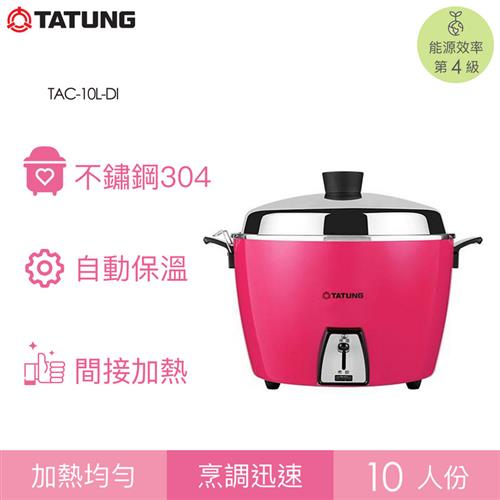 TATUNG
能源效率
第4級
TAC-10L-DI
不鏽鋼304
自動保溫
間接加熱
TATUNG
加熱均勻
烹調迅速
10 人份